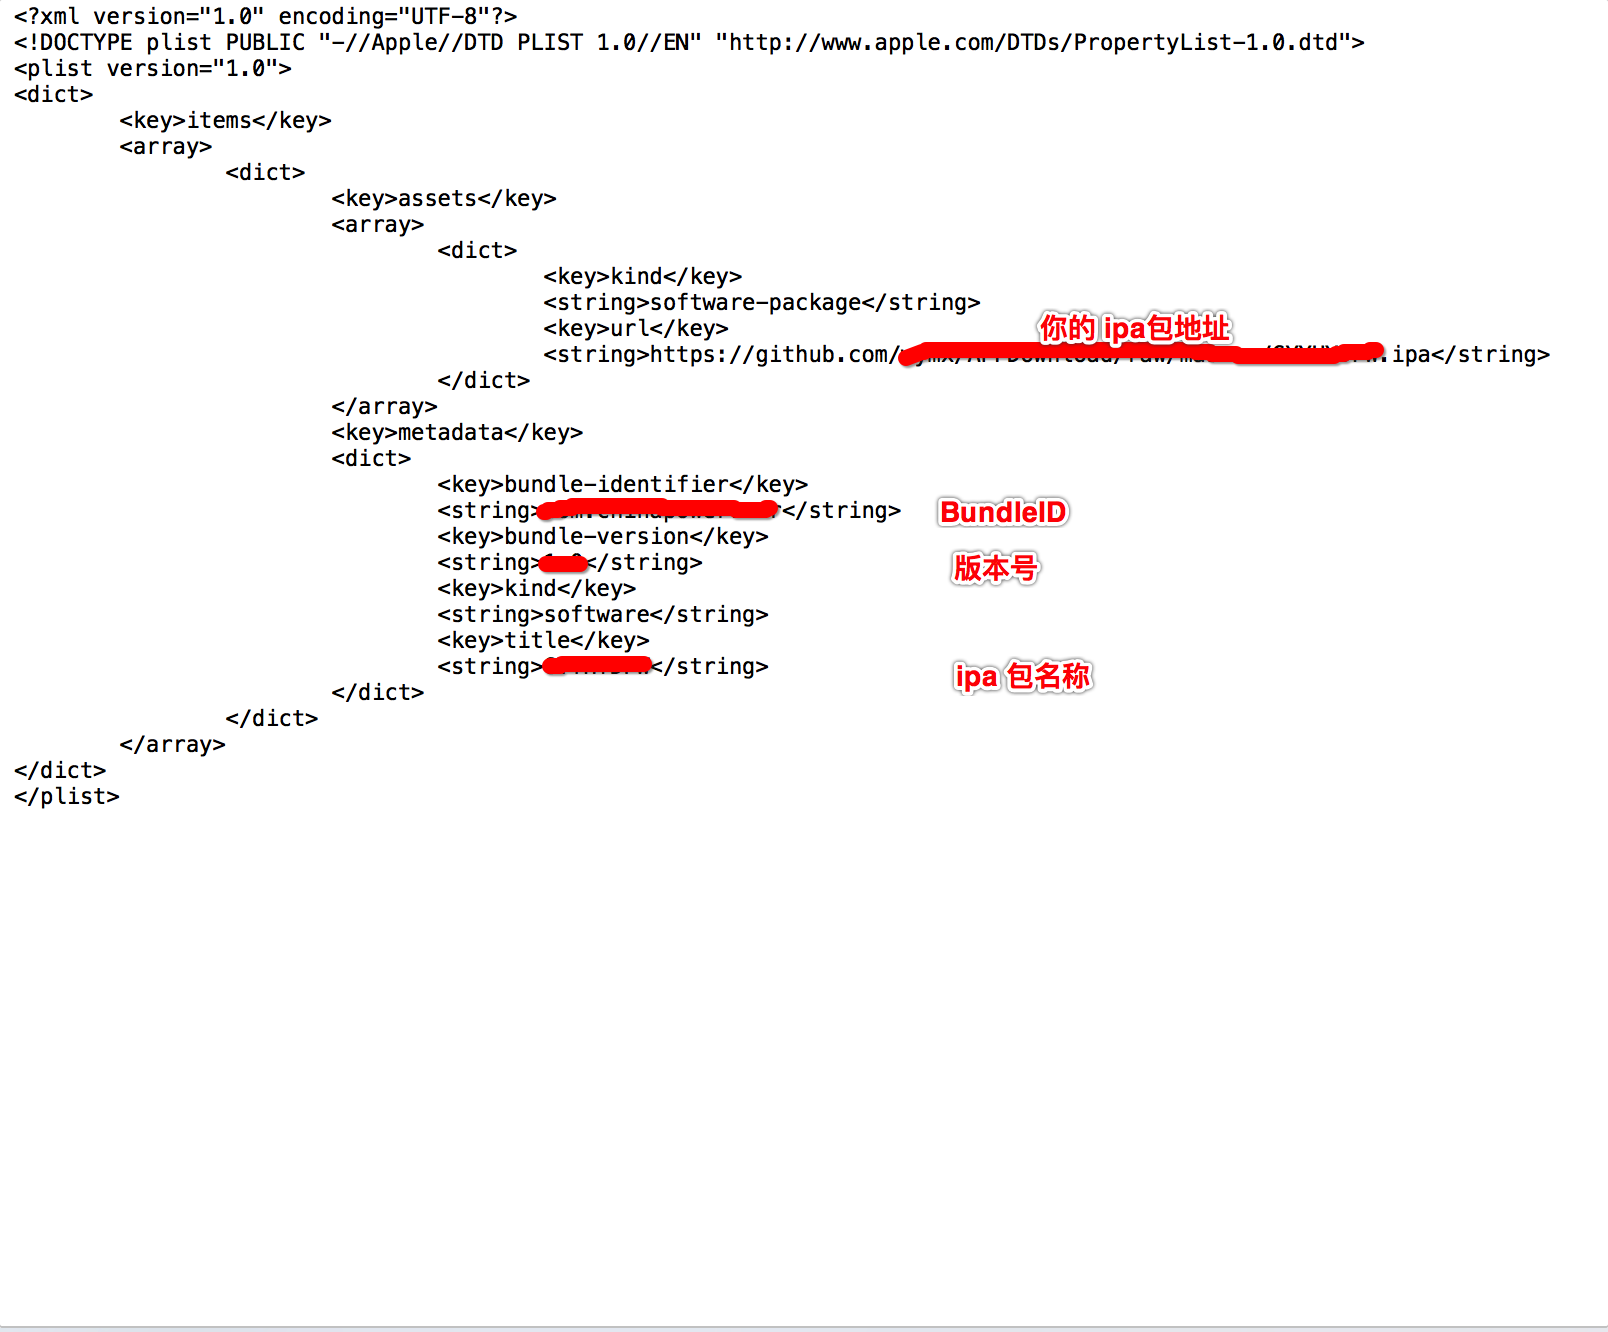 <?xml version="1.0" encoding="UTF-8"?>
<!DOCTYPE plist PUBLIC "-//Apple//DTD PLIST 1.0//EN" "http://www.apple.com/DTDs/PropertyList-1.0.dtd">
<plist version="1.0">
<dict>
<key>items</key>
<array>
<dict>
<key>assets</key>
<array>
<dict>
<key>kind</key>
<string>software-package</string>
<key>url</key>
你的 ipa包地址
<string>https://github.com/ .ipa</string>
</dict>
</array>
<key>metadata</key>
<dict>
<key>bundle-identifier</key>
<string> </string> BundleID
<key>bundle-version</key>
<string> </string> 版本号
<key>kind</key>
<string>software</string>
<key>title</key>
<string> </string> ipa 包名称
</dict>
</dict>
</array>
</dict>
</plist>